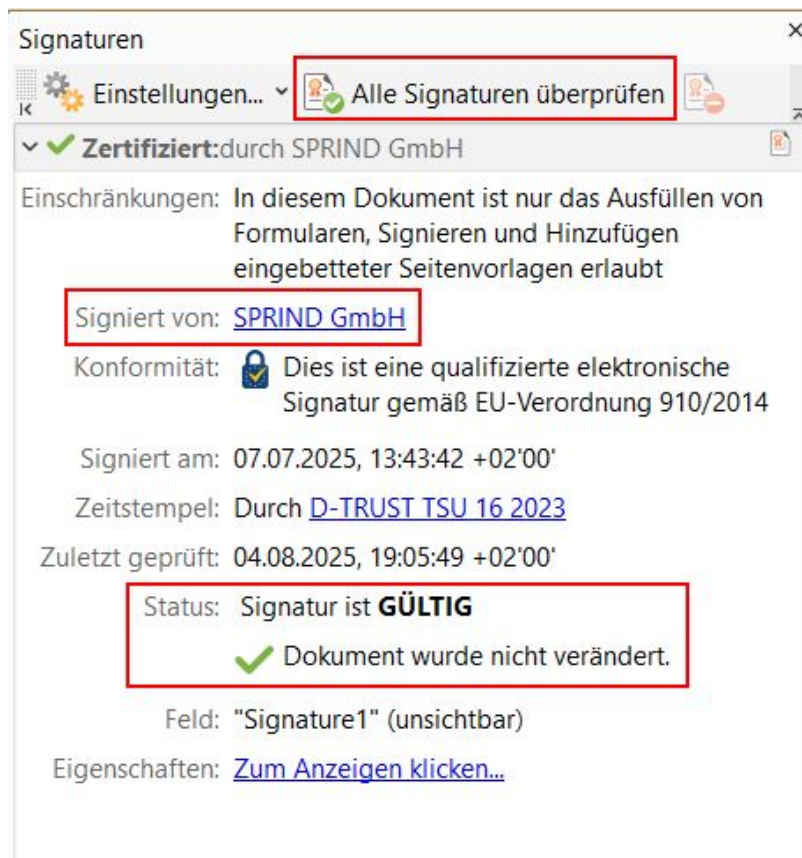 Signaturen
Einstellungen... Alle Signaturen überprüfen
Zertifiziert:durch SPRIND GmbH
Einschränkungen: In diesem Dokument ist nur das Ausfüllen von
Formularen, Signieren und Hinzufügen
eingebetteter Seitenvorlagen erlaubt
Signiert von: SPRIND GmbH
Konformität: Dies ist eine qualifizierte elektronische
Signatur gemäß EU-Verordnung 910/2014
Signiert am: 07.07.2025, 13:43:42 +02'00'
Zeitstempel: Durch D-TRUST TSU 16 2023
Zuletzt geprüft: 04.08.2025, 19:05:49 +02'00'
Status: Signatur ist GÜLTIG
Dokument wurde nicht verändert.
Feld: "Signature1" (unsichtbar)
Eigenschaften: Zum Anzeigen klicken...